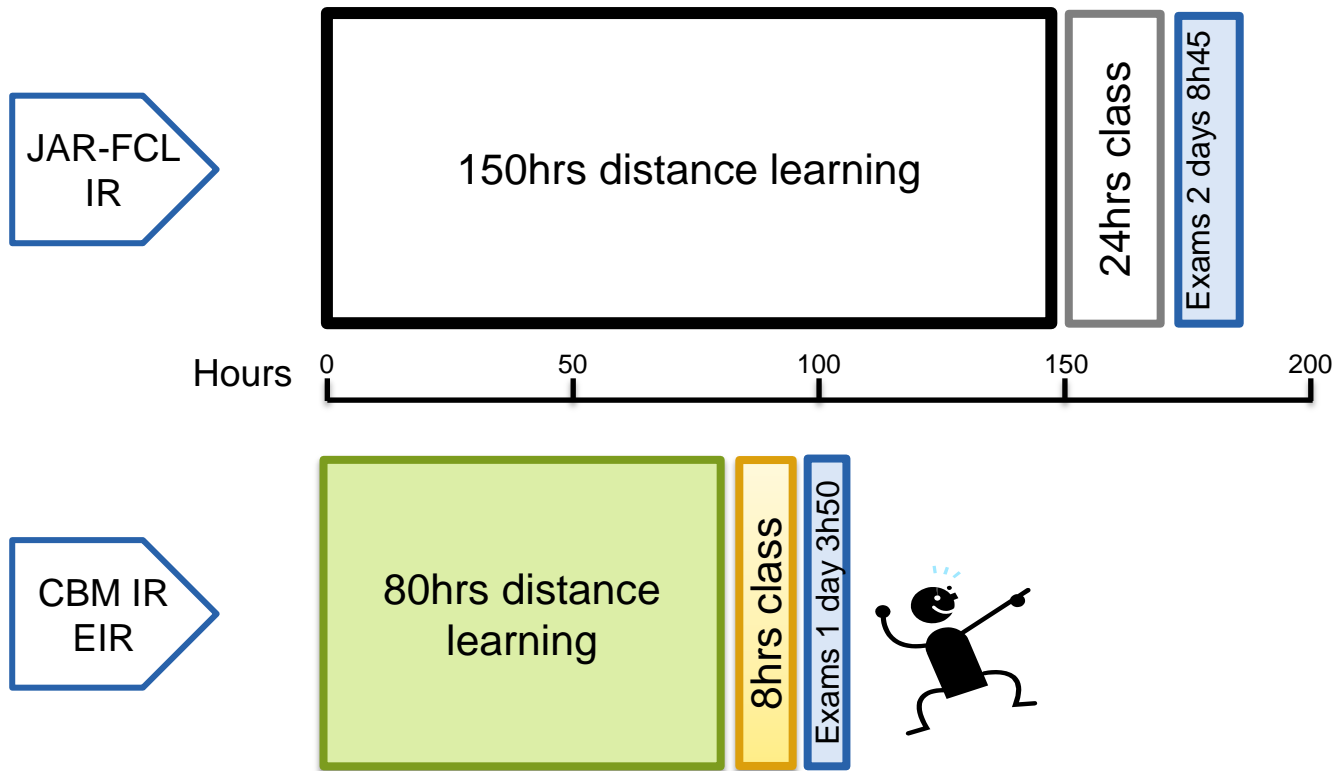 JAR-FCL
IR
150hrs distance learning
24hrs class
Exams 2 days 8h45
Hours
0
50
100
150
200
CBM IR
EIR
80hrs distance
learning
8hrs class
Exams 1 day 3h50